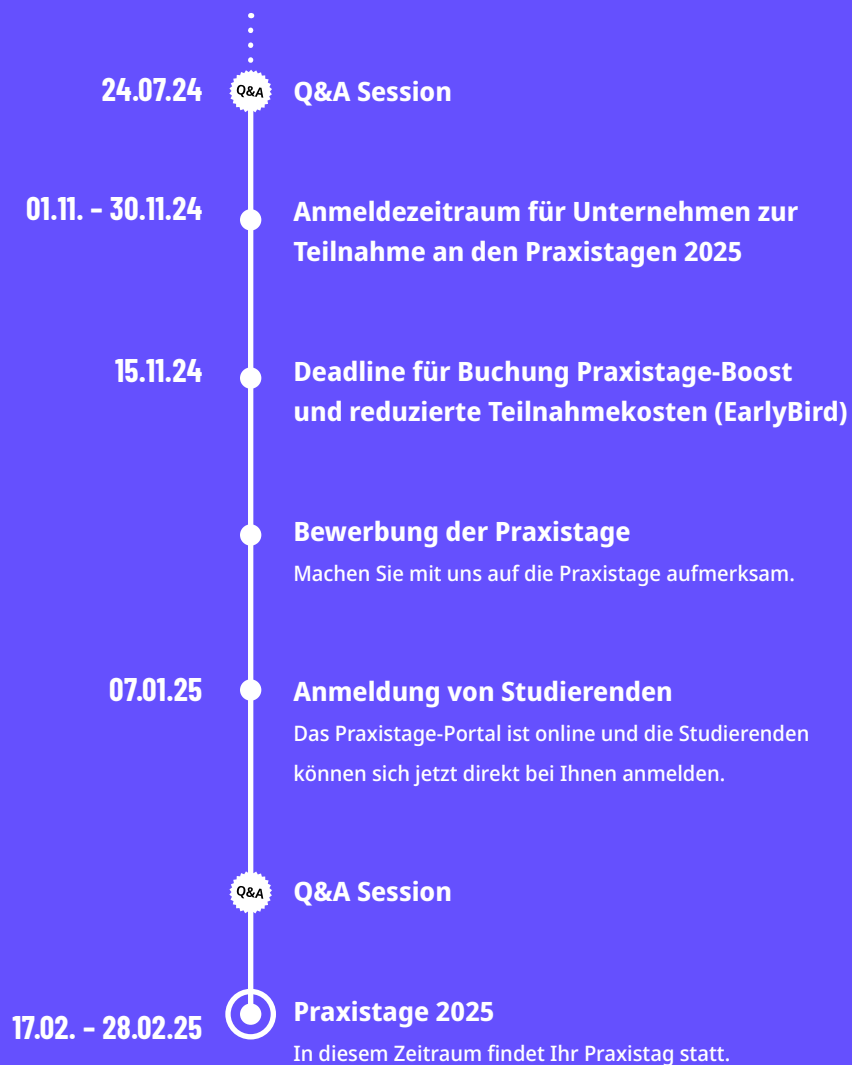 24.07.24 Q&A Q&A Session
01.11. – 30.11.24 Anmeldezeitraum für Unternehmen zur
Teilnahme an den Praxistagen 2025
15.11.24 Deadline für Buchung Praxistage-Boost
und reduzierte Teilnahmekosten (EarlyBird)
Bewerbung der Praxistage
Machen Sie mit uns auf die Praxistage aufmerksam.
07.01.25 Anmeldung von Studierenden
Das Praxistage-Portal ist online und die Studierenden
können sich jetzt direkt bei Ihnen anmelden.
Q&A Q&A Session
17.02. – 28.02.25 Praxistage 2025
In diesem Zeitraum findet Ihr Praxistag statt.